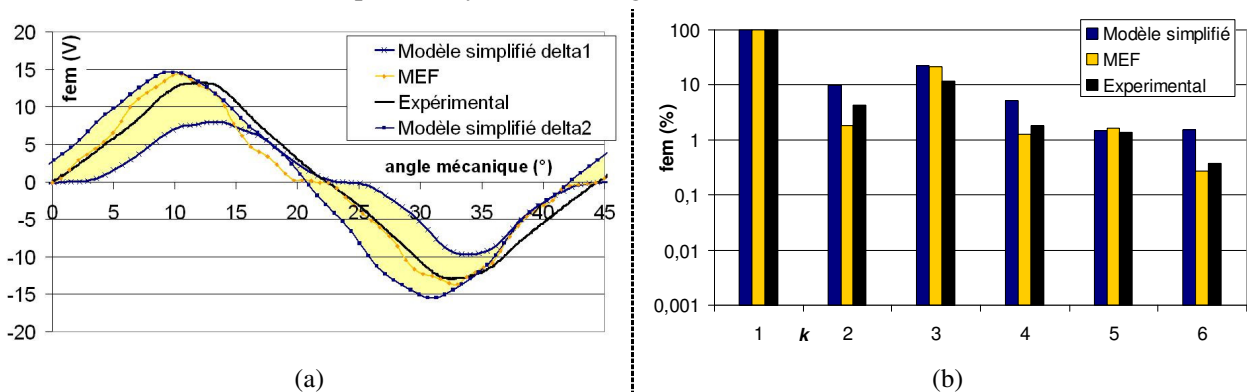 20
15
10
5
0
-5
-10
-15
-20
fem (V)
Modèle simplifié delta1
MEF
Expérimental
Modèle simplifié delta2
angle mécanique (°)
0 5 10 15 20 25 30 35 40 45
(a)
100
10
1
0,1
0,01
0,001
fem (%)
Modèle simplifié
MEF
Experimental
1 k 2 3 4 5 6
(b)